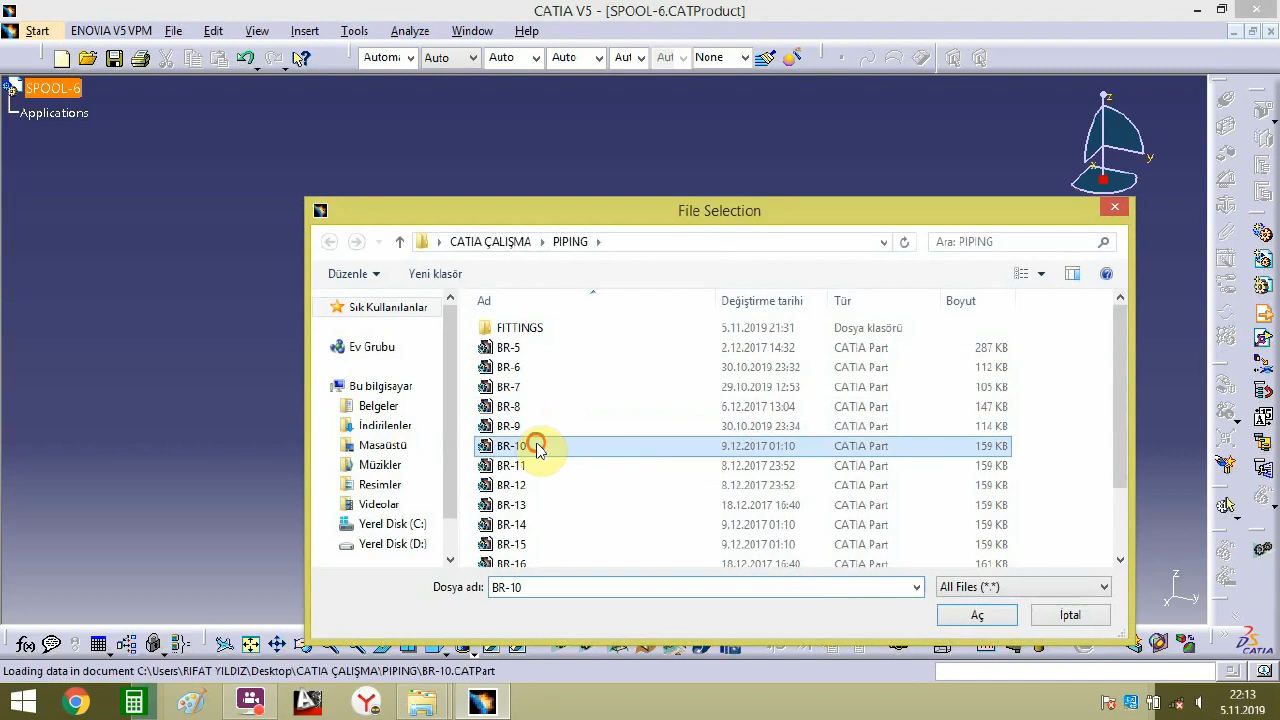 CATIA V5 - [SPOOL-6.CATProduct]
Start ENOVIA V5 VPM File Edit View Insert Tools Analyze Window Help
Automa Auto Auto Auto Aut Aut None
SPOOL-6
Applications
z
y
x
File Selection
CATIA ÇALIŞMA PIPING
Ara: PIPING
Düzenle Yeni klasör
Ad Değiştirme tarihi Tür Boyut
Sık Kullanılanlar
Ev Grubu
Bu bilgisayar
Belgeler
İndirilenler
Masaüstü
Müzikler
Resimler
Videolar
Yerel Disk (C:)
Yerel Disk (D:)
FITTINGS 5.11.2019 21:31 Dosya klasörü
BR-5 2.12.2017 14:32 CATIA Part 287 KB
BR-6 30.10.2019 23:32 CATIA Part 112 KB
BR-7 29.10.2019 12:53 CATIA Part 105 KB
BR-8 6.12.2017 13:04 CATIA Part 147 KB
BR-9 30.10.2019 23:34 CATIA Part 114 KB
BR-10 9.12.2017 01:10 CATIA Part 159 KB
BR-11 8.12.2017 23:52 CATIA Part 159 KB
BR-12 8.12.2017 23:52 CATIA Part 159 KB
BR-13 18.12.2017 16:40 CATIA Part 159 KB
BR-14 9.12.2017 01:10 CATIA Part 159 KB
BR-15 9.12.2017 01:10 CATIA Part 159 KB
BR-16 18.12.2017 16:40 CATIA Part 161 KB
Dosya adı: BR-10 All Files (*.*)
Aç İptal
z
x y
f(x)
CATIA
Loading data in document C:\Users\RIFAT YILDIZ\Desktop\CATIA ÇALIŞMA\PIPING\BR-10.CATPart
22:13
5.11.2019